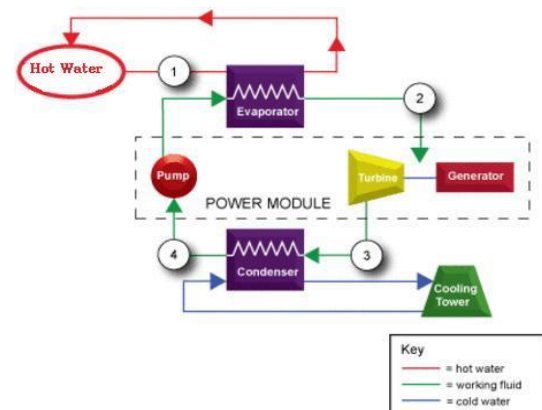 Hot Water
1
Evaporator
2
Pump
Turbine
Generator
POWER MODULE
4
Condenser
3
Cooling
Tower
Key
= hot water
= working fluid
= cold water